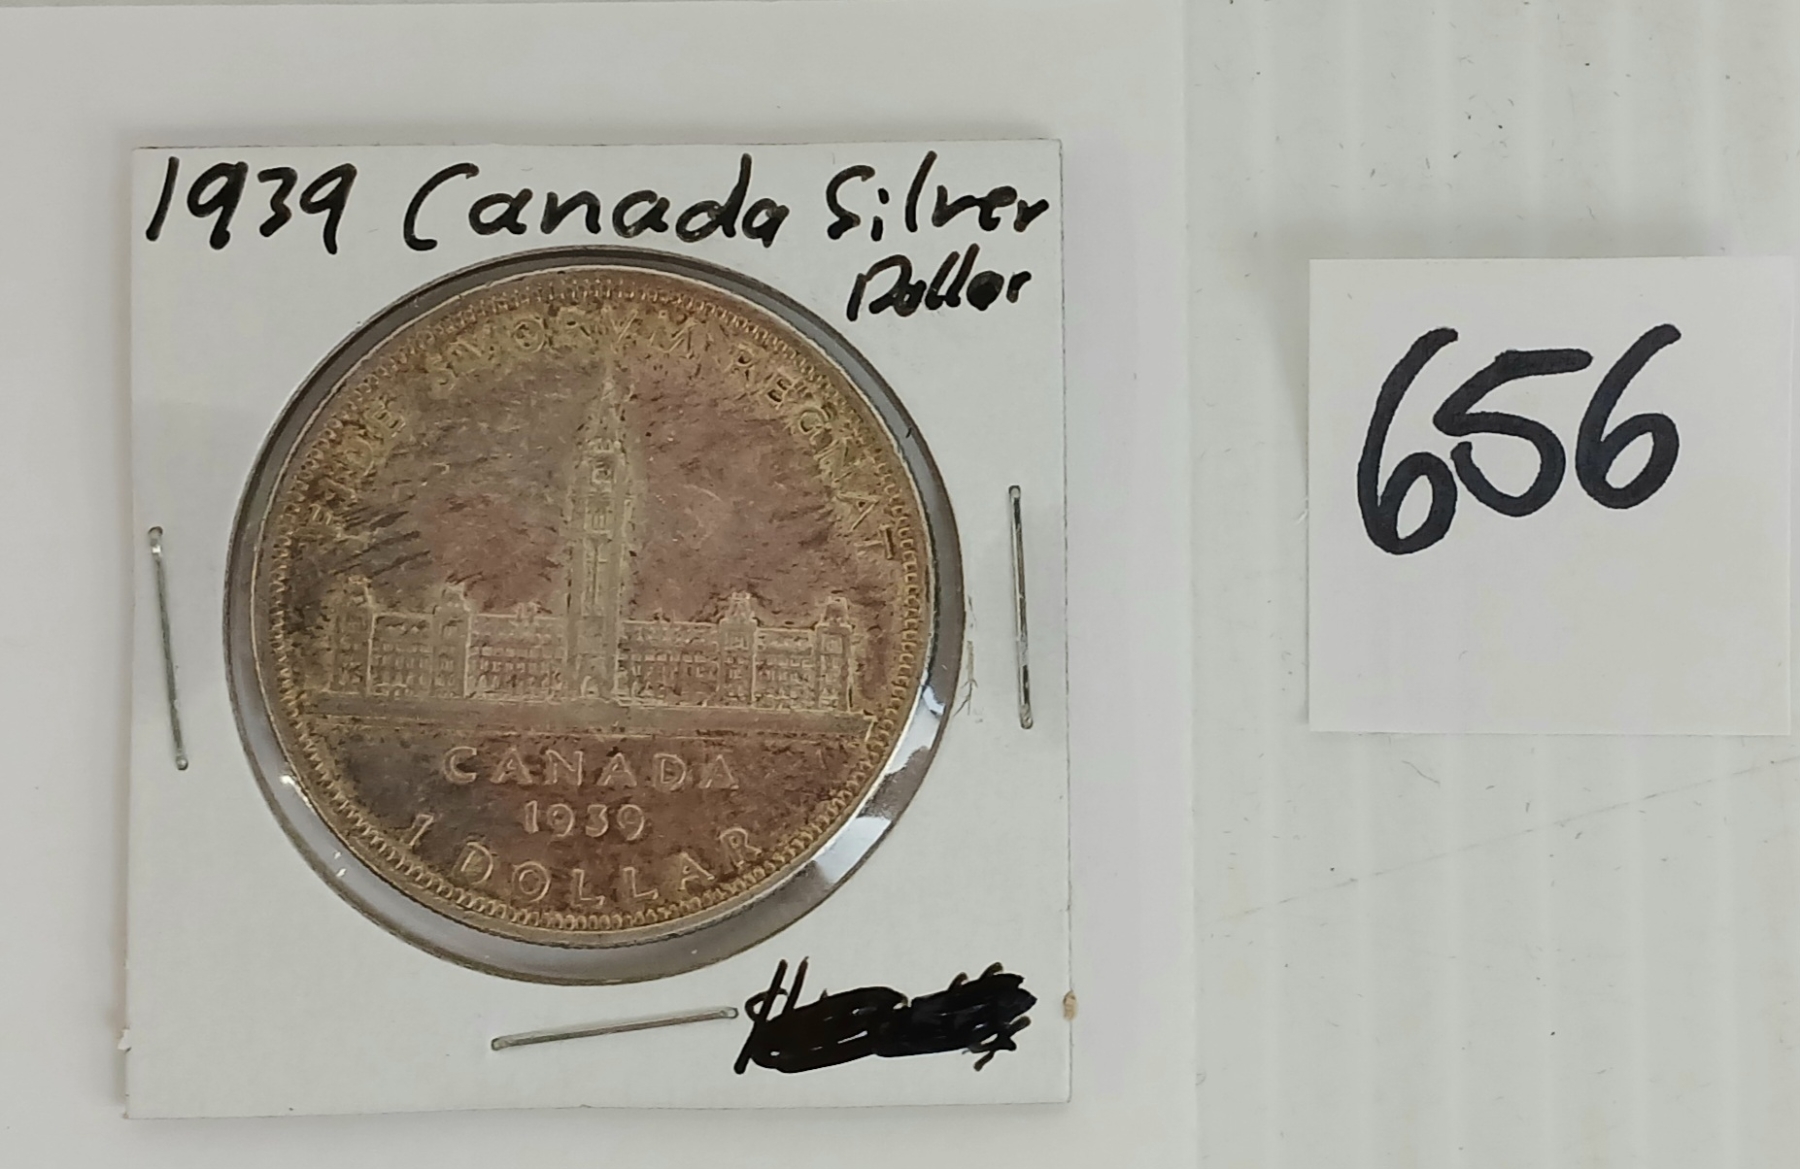 1939 Canada Silver
Dollar
FIDE SVORVM REGNAT
CANADA
1939
1 DOLLAR
656